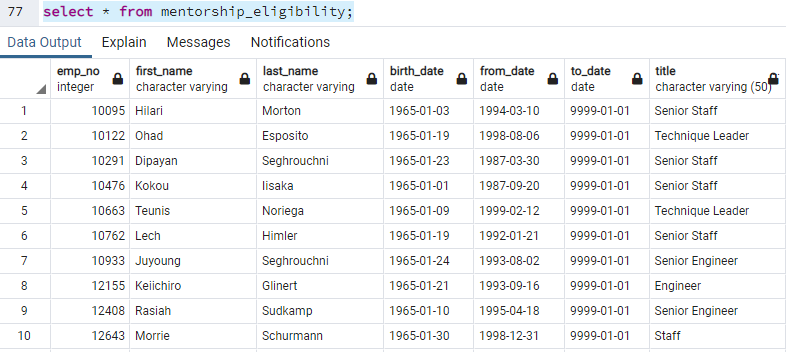 77 select * from mentorship_eligibility;
Data Output Explain Messages Notifications
emp_no first_name last_name birth_date from_date to_date title
integer character varying character varying date date date character varying (50)
1 10095 Hilari Morton 1965-01-03 1994-03-10 9999-01-01 Senior Staff
2 10122 Ohad Esposito 1965-01-19 1998-08-06 9999-01-01 Technique Leader
3 10291 Dipayan Seghrouchni 1965-01-23 1987-03-30 9999-01-01 Senior Staff
4 10476 Kokou Iisaka 1965-01-01 1987-09-20 9999-01-01 Senior Staff
5 10663 Teunis Noriega 1965-01-09 1999-02-12 9999-01-01 Technique Leader
6 10762 Lech Himler 1965-01-19 1992-01-21 9999-01-01 Senior Staff
7 10933 Juyoung Seghrouchni 1965-01-24 1993-08-02 9999-01-01 Senior Engineer
8 12155 Keiichiro Glinert 1965-01-21 1993-09-16 9999-01-01 Engineer
9 12408 Rasiah Sudkamp 1965-01-10 1995-04-18 9999-01-01 Senior Engineer
10 12643 Morrie Schurmann 1965-01-30 1998-12-31 9999-01-01 Staff